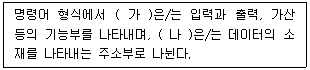 명령어 형식에서 ( 가 )은/는 입력과 출력, 가산
등의 기능부를 나타내며, ( 나 )은/는 데이터의 소
재를 나타내는 주소부로 나뉜다.